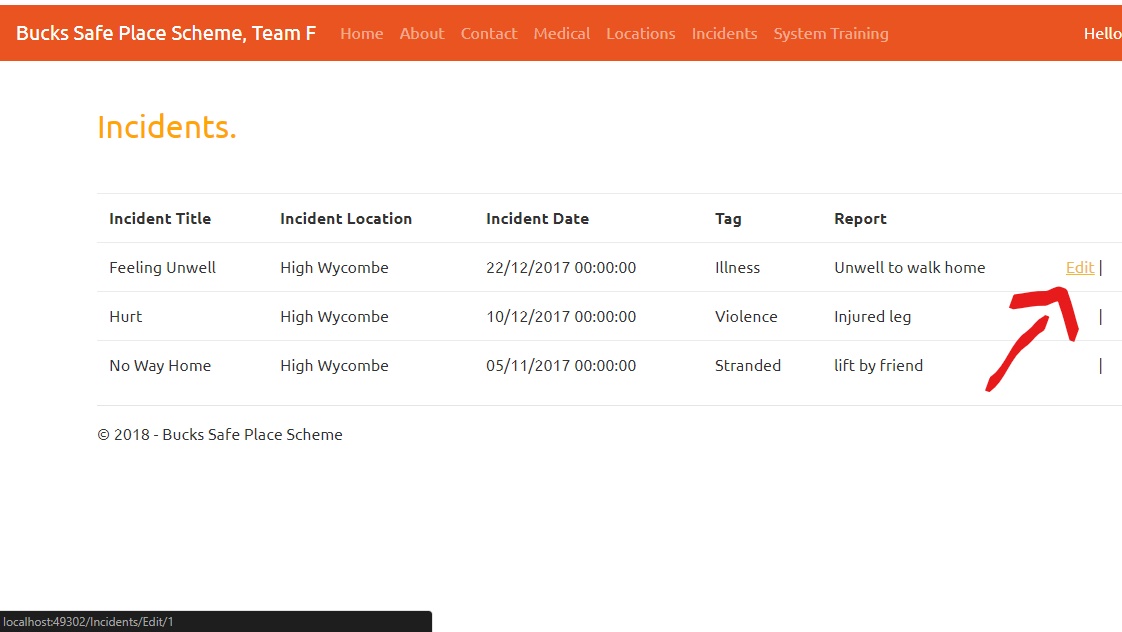 Bucks Safe Place Scheme, Team F Home About Contact Medical Locations Incidents System Training Hello
Incidents.
Incident Title Incident Location Incident Date Tag Report
Feeling Unwell High Wycombe 22/12/2017 00:00:00 Illness Unwell to walk home Edit |
Hurt High Wycombe 10/12/2017 00:00:00 Violence Injured leg |
No Way Home High Wycombe 05/11/2017 00:00:00 Stranded lift by friend |
© 2018 - Bucks Safe Place Scheme
localhost:49302/Incidents/Edit/1